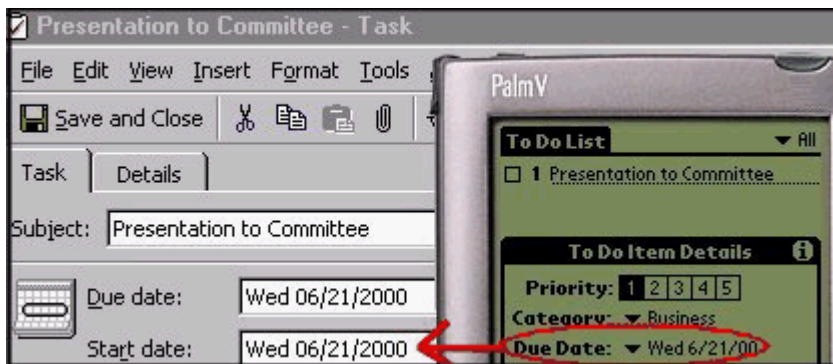 Presentation to Committee - Task
File Edit View Insert Format Tools
Save and Close
Task Details
Subject: Presentation to Committee
Due date: Wed 06/21/2000
Start date: Wed 06/21/2000
PalmV
To Do List All
1 Presentation to Committee
To Do Item Details
Priority: 1 2 3 4 5
Category: Business
Due Date: Wed 6/21/00